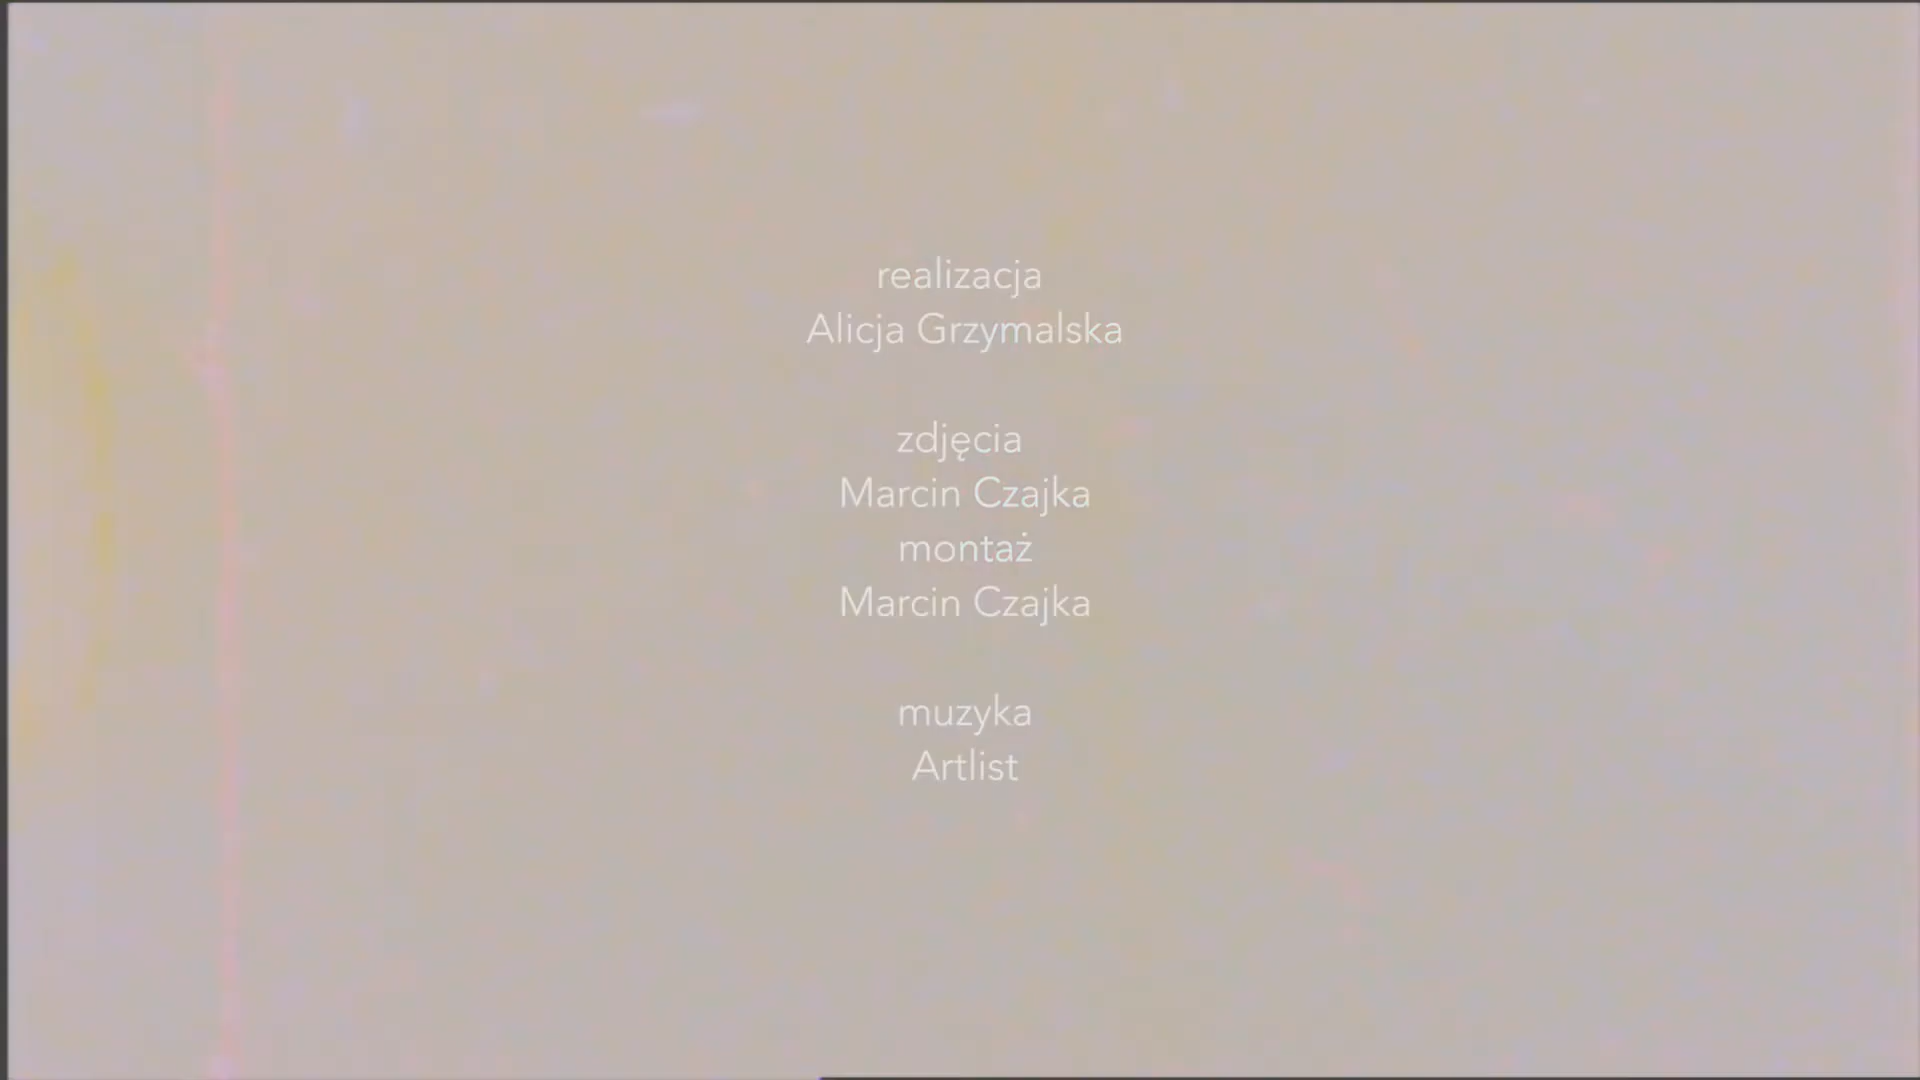 realizacja
Alicja Grzymalska
zdjęcia
Marcin Czajka
montaż
Marcin Czajka
muzyka
Artlist